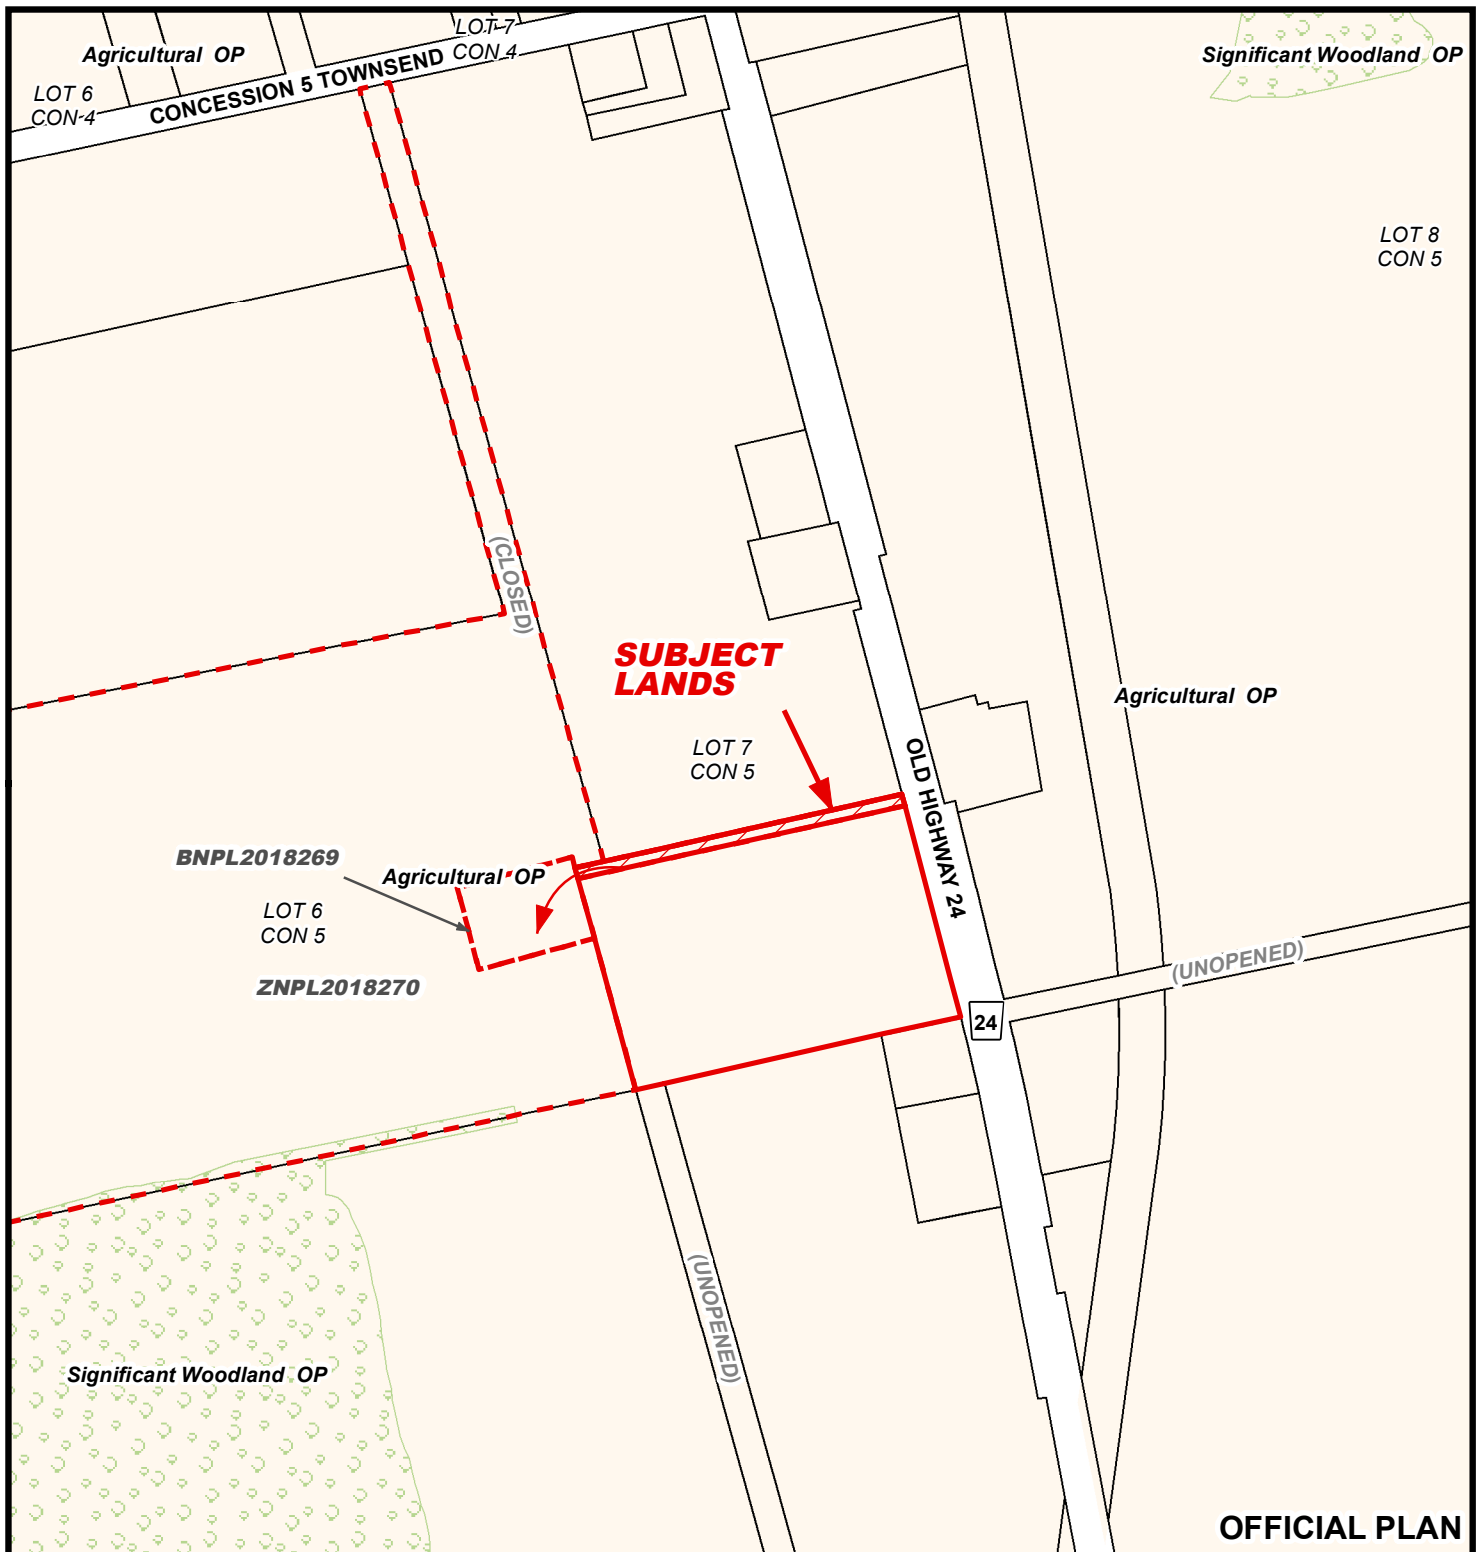 LOT 7
CON 4
Agricultural OP
Significant Woodland OP
CONCESSION 5 TOWNSEND
LOT 6
CON 4
LOT 8
CON 5
(CLOSED)
SUBJECT
LANDS
Agricultural OP
LOT 7
CON 5
OLD HIGHWAY 24
BNPL2018269
Agricultural OP
LOT 6
CON 5
(UNOPENED)
ZNPL2018270
24
(UNOPENED)
Significant Woodland OP
OFFICIAL PLAN